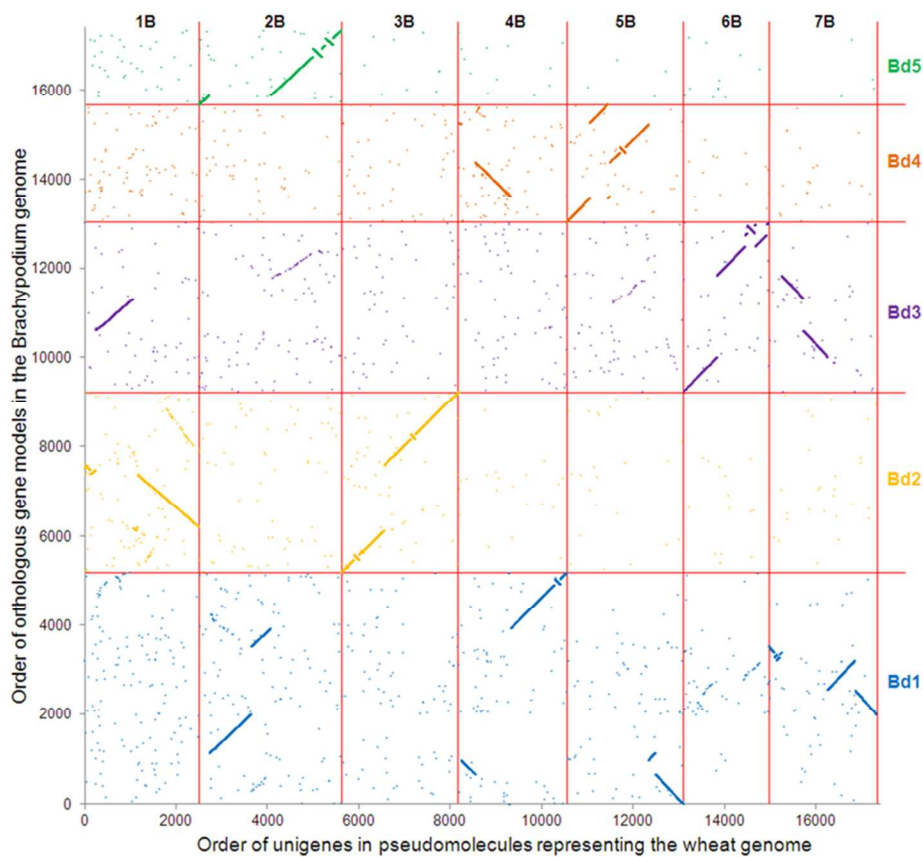 1B 2B 3B 4B 5B 6B 7B
Bd5
16000
Bd4
14000
12000
Bd3
10000
8000
Bd2
6000
4000
Bd1
2000
0
0 2000 4000 6000 8000 10000 12000 14000 16000
Order of orthologous gene models in the Brachypodium genome
Order of unigenes in pseudomolecules representing the wheat genome